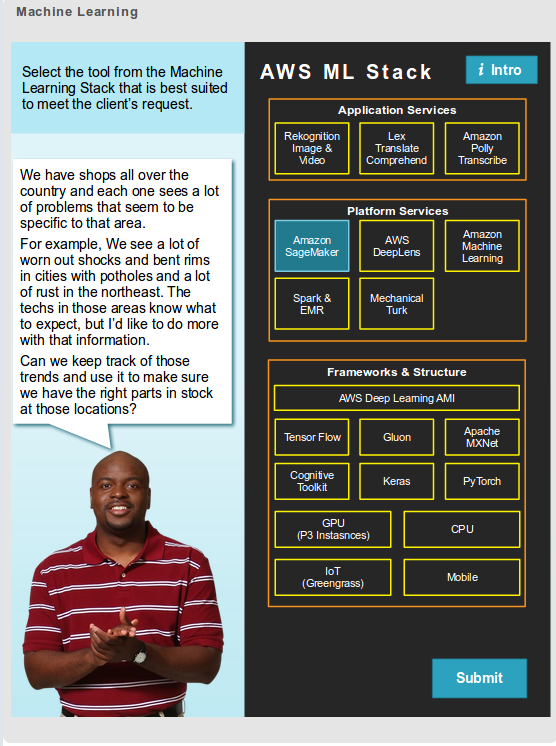 Machine Learning
Select the tool from the Machine
Learning Stack that is best suited
to meet the client's request.
We have shops all over the
country and each one sees a lot
of problems that seem to be
specific to that area.
For example, We see a lot of
worn out shocks and bent rims
in cities with potholes and a lot
of rust in the northeast. The
techs in those areas know what
to expect, but I'd like to do more
with that information.
Can we keep track of those
trends and use it to make sure
we have the right parts in stock
at those locations?
AWS ML Stack
i Intro
Application Services
Rekognition
Image &
Video
Lex
Translate
Comprehend
Amazon
Polly
Transcribe
Platform Services
Amazon
SageMaker
AWS
DeepLens
Amazon
Machine
Learning
Spark &
EMR
Mechanical
Turk
Frameworks & Structure
AWS Deep Learning AMI
Tensor Flow
Gluon
Apache
MXNet
Cognitive
Toolkit
Keras
PyTorch
GPU
(P3 Instasnces)
CPU
IoT
(Greengrass)
Mobile
Submit